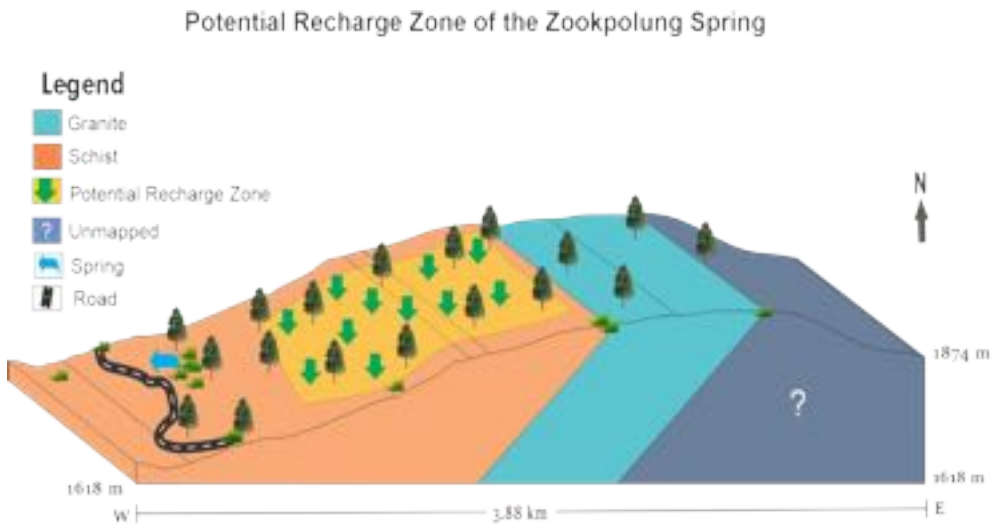 Potential Recharge Zone of the Zookpolung Spring
Legend
Granite
Schist
Potential Recharge Zone
? Unmapped
Spring
Road
N
1874 m
?
1618 m
1618 m
W
3.88 km
E